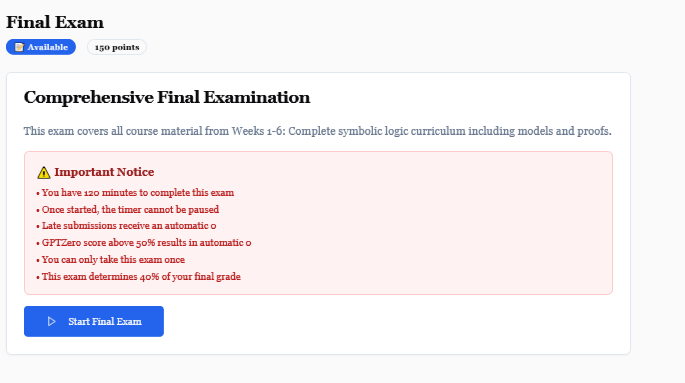 Final Exam
Available
150 points
Comprehensive Final Examination
This exam covers all course material from Weeks 1-6: Complete symbolic logic curriculum including models and proofs.
Important Notice
• You have 120 minutes to complete this exam
• Once started, the timer cannot be paused
• Late submissions receive an automatic 0
• GPTZero score above 50% results in automatic 0
• You can only take this exam once
• This exam determines 40% of your final grade
Start Final Exam